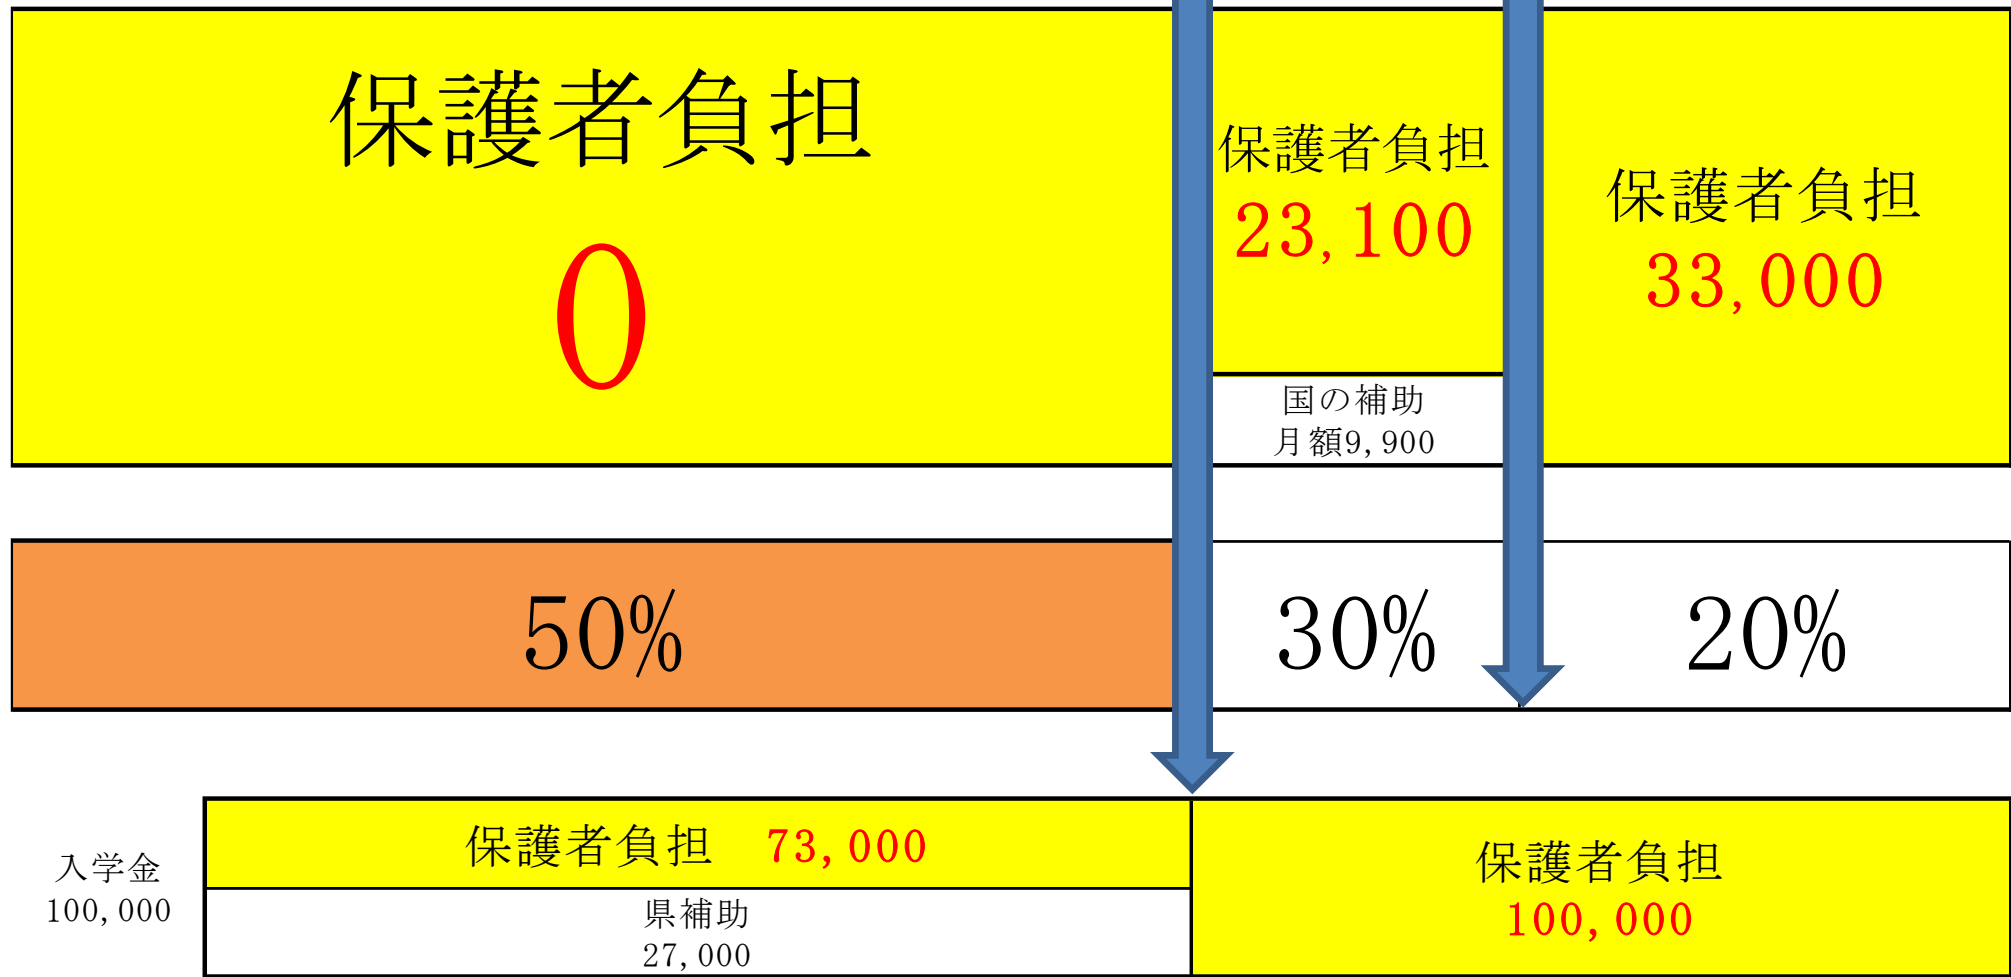 保護者負担
0
保護者負担
23,100
国の補助
月額9,900
保護者負担
33,000
50%
30%
20%
入学金
100,000
保護者負担　73,000
県補助
27,000
保護者負担
100,000